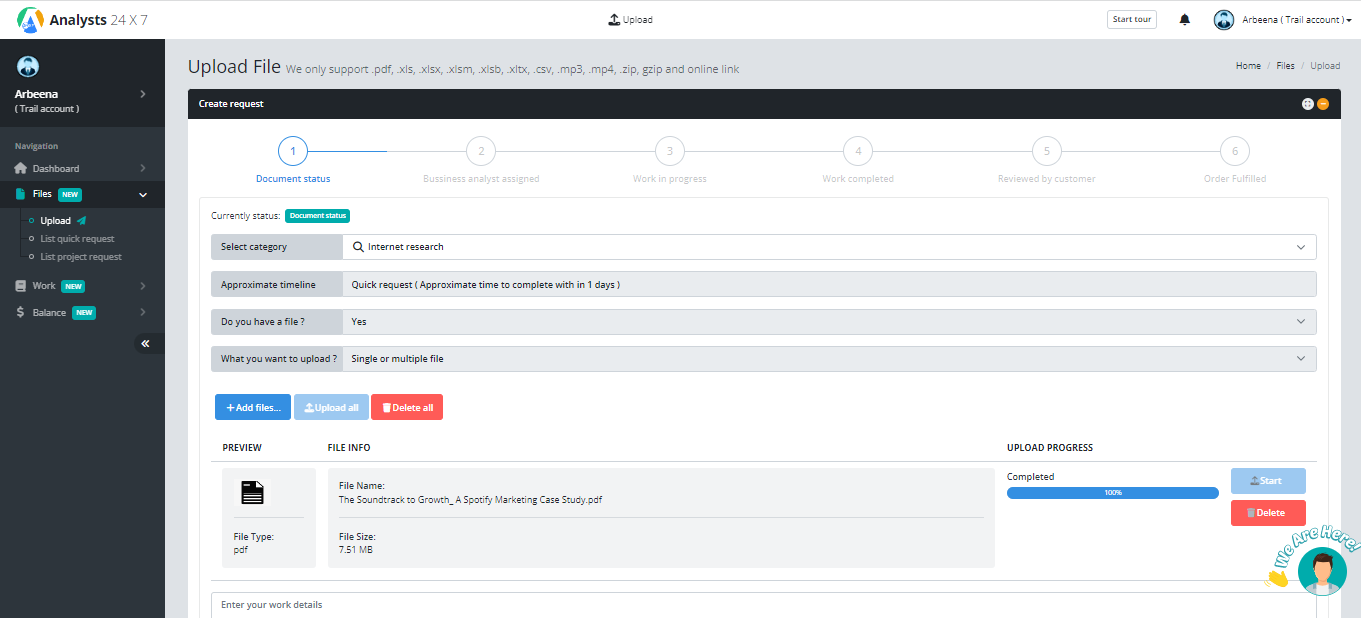 Analysts 24 X 7
Upload
Start tour
Arbeena ( Trail account )
Arbeena
( Trail account )
Navigation
Dashboard
Files NEW
Upload
List quick request
List project request
Work NEW
Balance NEW
Upload File We only support .pdf, .xls, .xlsx, .xlsm, .xlsb, .xltx, .csv, .mp3, .mp4, .zip, gzip and online link
Home / Files / Upload
Create request
1 2 3 4 5 6
Document status Bussiness analyst assigned Work in progress Work completed Reviewed by customer Order Fulfilled
Currently status: Document status
Select category Internet research
Approximate timeline Quick request ( Approximate time to complete with in 1 days )
Do you have a file ? Yes
What you want to upload ? Single or multiple file
+Add files... Upload all Delete all
PREVIEW FILE INFO UPLOAD PROGRESS
File Type:
pdf
File Name:
The Soundtrack to Growth_ A Spotify Marketing Case Study.pdf
File Size:
7.51 MB
Completed
100%
Start
Delete
We Are Here!
Enter your work details